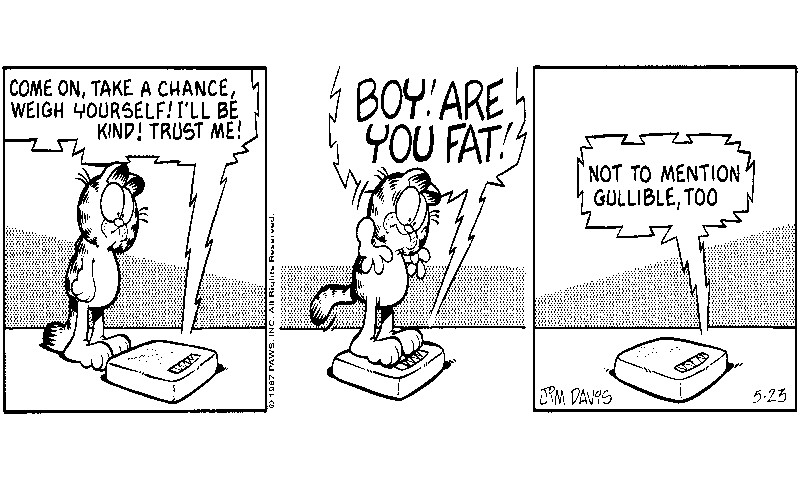 COME ON, TAKE A CHANCE,
WEIGH YOURSELF! I'LL BE
KIND! TRUST ME!
© 1987 PAWS, INC. All Rights Reserved.
BOY! ARE
YOU FAT!
NOT TO MENTION
GULLIBLE, TOO
JIM DAVIS
5-23